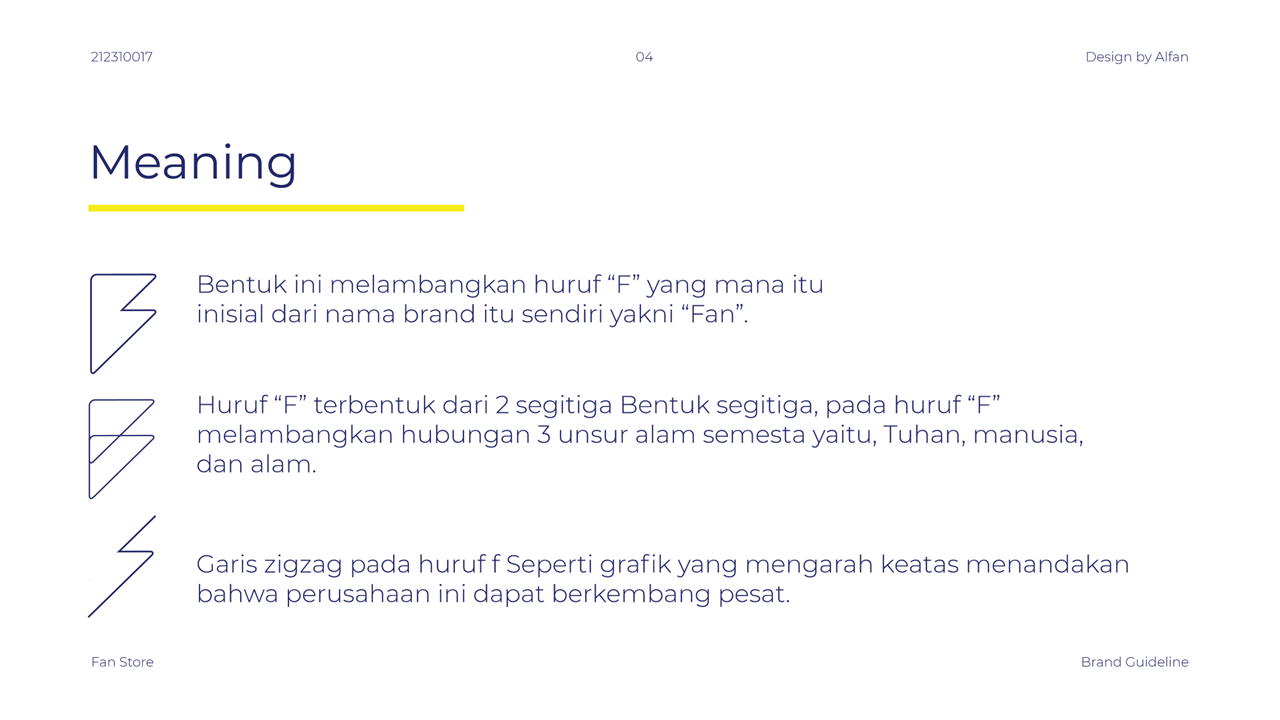 212310017
04
Design by Alfan
Meaning
Bentuk ini melambangkan huruf “F” yang mana itu
inisial dari nama brand itu sendiri yakni “Fan”.
Huruf “F” terbentuk dari 2 segitiga Bentuk segitiga, pada huruf “F”
melambangkan hubungan 3 unsur alam semesta yaitu, Tuhan, manusia,
dan alam.
Garis zigzag pada huruf f Seperti grafik yang mengarah keatas menandakan
bahwa perusahaan ini dapat berkembang pesat.
Fan Store
Brand Guideline